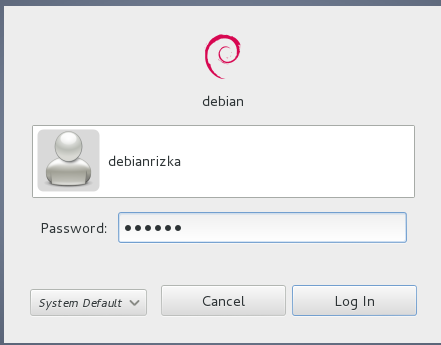 debian
debianrizka
Password: ••••••
System Default
Cancel
Log In